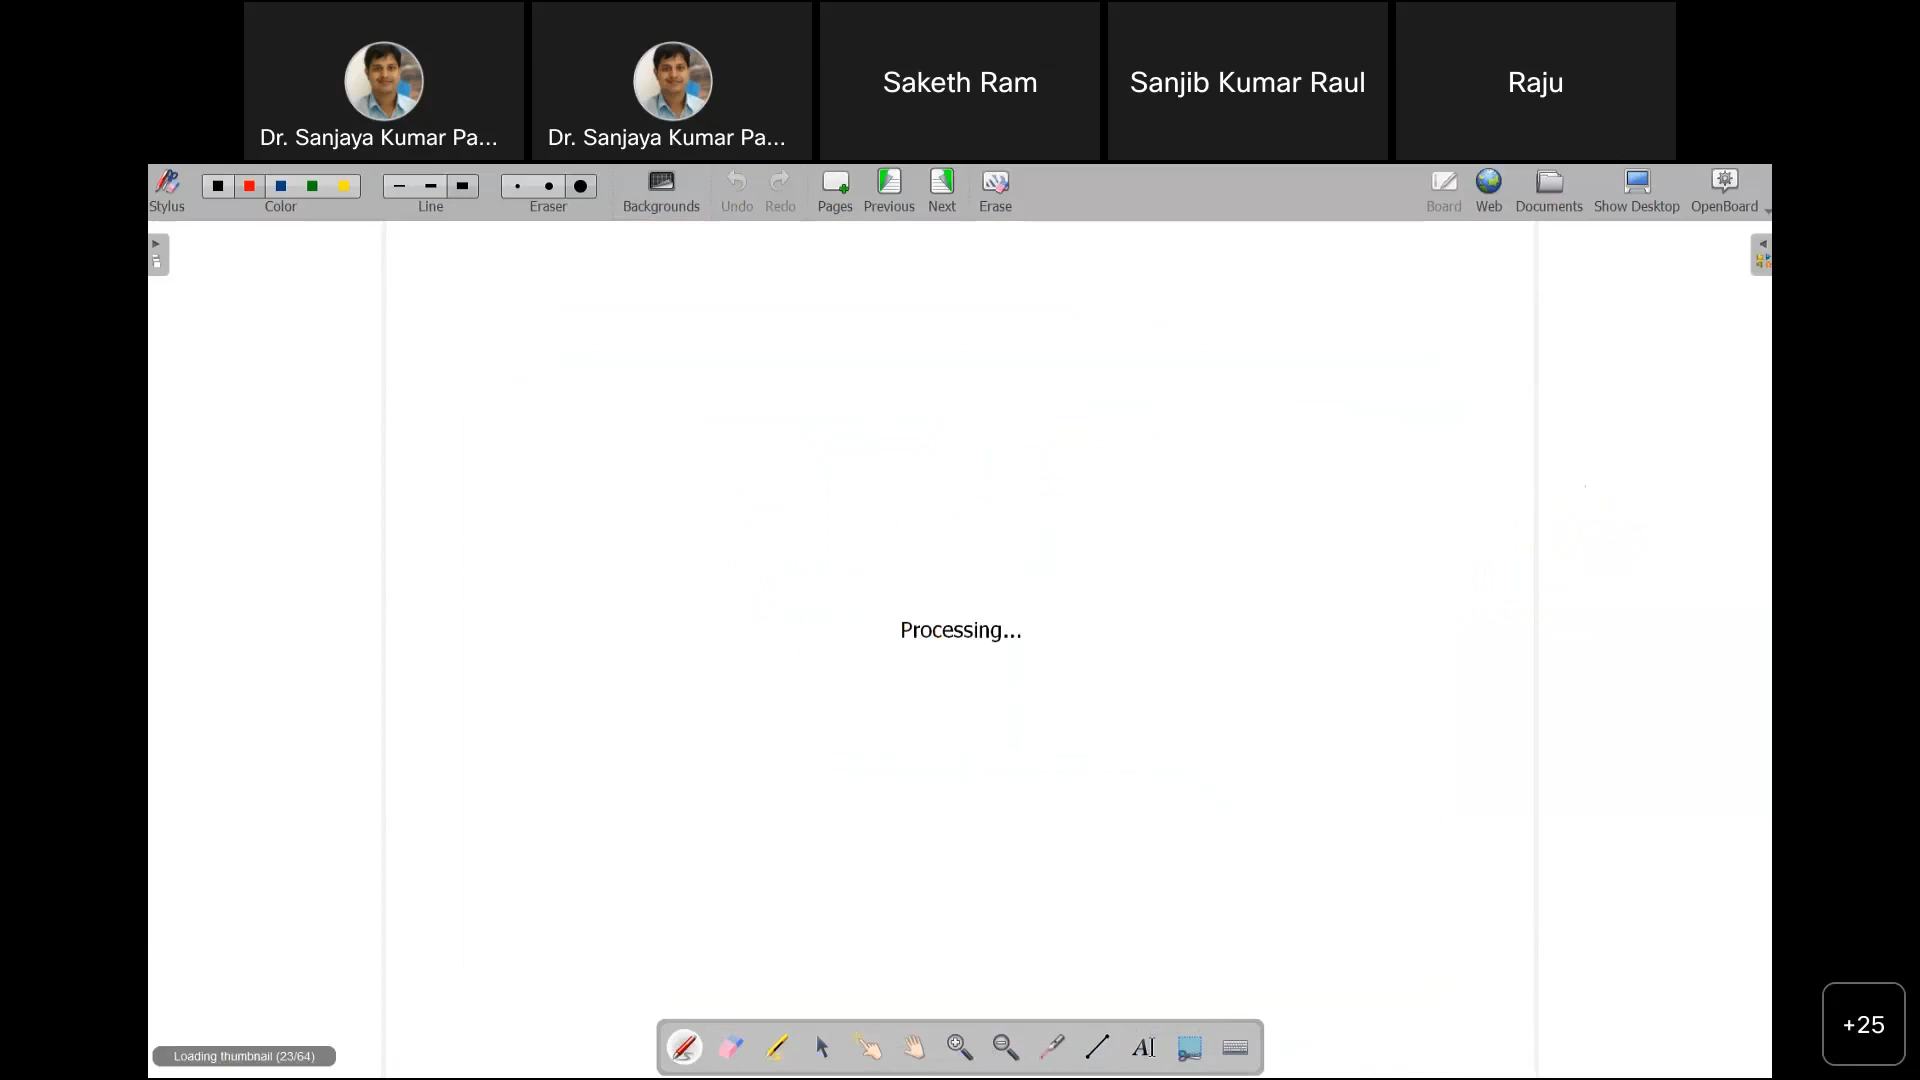 Dr. Sanjaya Kumar Pa...
Dr. Sanjaya Kumar Pa...
Saketh Ram
Sanjib Kumar Raul
Raju
Stylus
Color
Line
Eraser
Backgrounds
Undo
Redo
Pages
Previous
Next
Erase
Board
Web
Documents
Show Desktop
OpenBoard
Processing...
Loading thumbnail (23/64)
+25